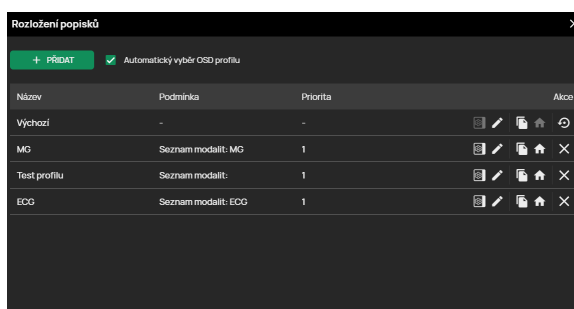 Rozložení popisků
+ PŘIDAT Automatický výběr OSD profilu
Název Podmínka Priorita Akce
Výchozí - -
MG Seznam modalit: MG 1
Test profilu Seznam modalit: 1
ECG Seznam modalit: ECG 1